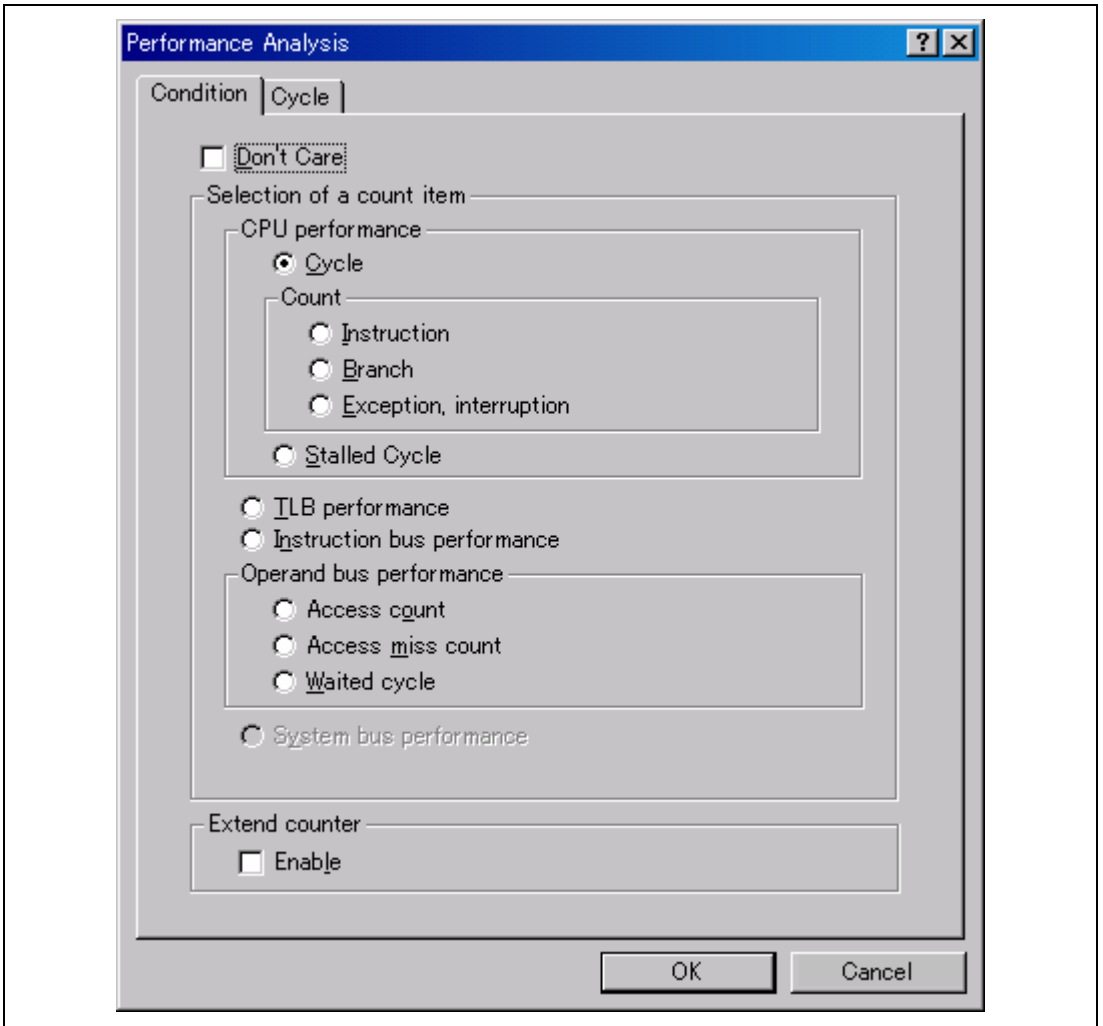 Performance Analysis
Condition
Cycle
Don't Care
Selection of a count item
CPU performance
Cycle
Count
Instruction
Branch
Exception, interruption
Stalled Cycle
TLB performance
Instruction bus performance
Operand bus performance
Access count
Access miss count
Waited cycle
System bus performance
Extend counter
Enable
OK
Cancel